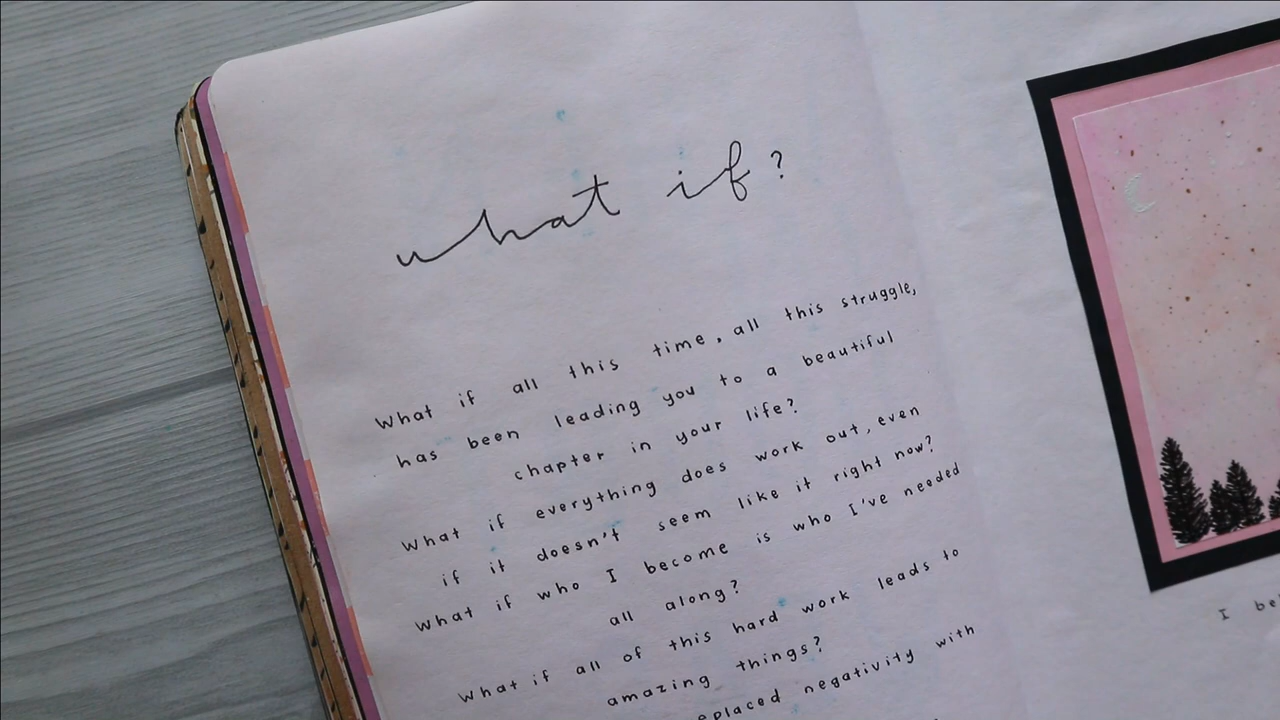 what if?
What if all this time, all this struggle,
has been leading you to a beautiful
chapter in your life?
What if everything does work out, even
if it doesn't seem like it right now?
What if who I become is who I've needed
all along?
What if all of this hard work leads to
amazing things?
negativity with
I